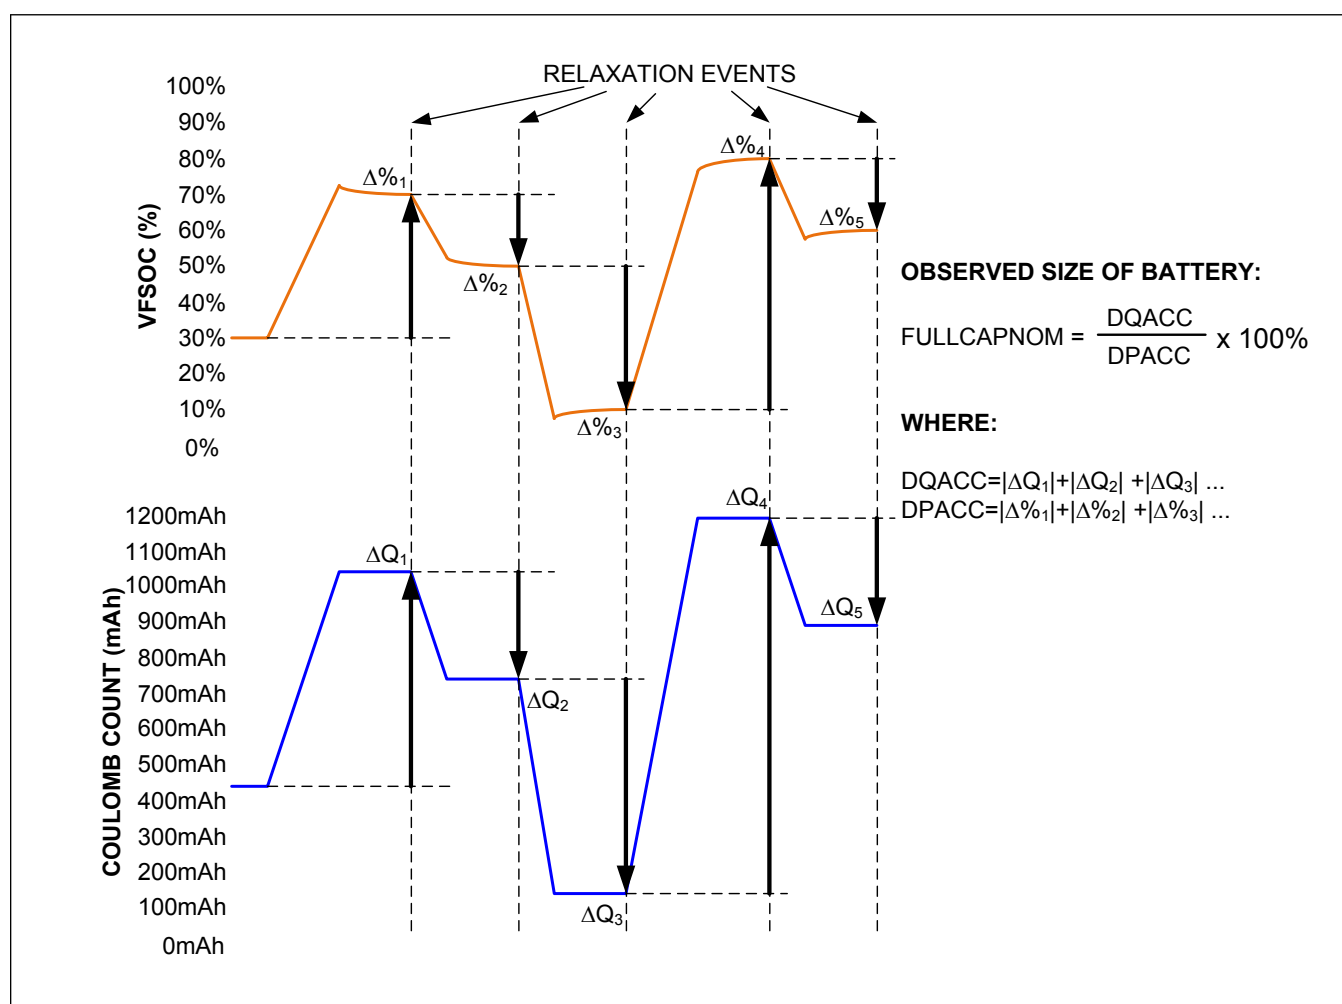 RELAXATION EVENTS
100%
90%
80%
70%
60%
50%
40%
30%
20%
10%
0%
VFSOC (%)
Δ%1
Δ%2
Δ%3
Δ%4
Δ%5
OBSERVED SIZE OF BATTERY:
FULLCAPNOM = DQACC / DPACC x 100%
WHERE:
DQACC=|ΔQ1|+|ΔQ2| +|ΔQ3| ...
DPACC=|Δ%1|+|Δ%2| +|Δ%3| ...
1200mAh
1100mAh
1000mAh
900mAh
800mAh
700mAh
600mAh
500mAh
400mAh
300mAh
200mAh
100mAh
0mAh
COULOMB COUNT (mAh)
ΔQ1
ΔQ2
ΔQ3
ΔQ4
ΔQ5